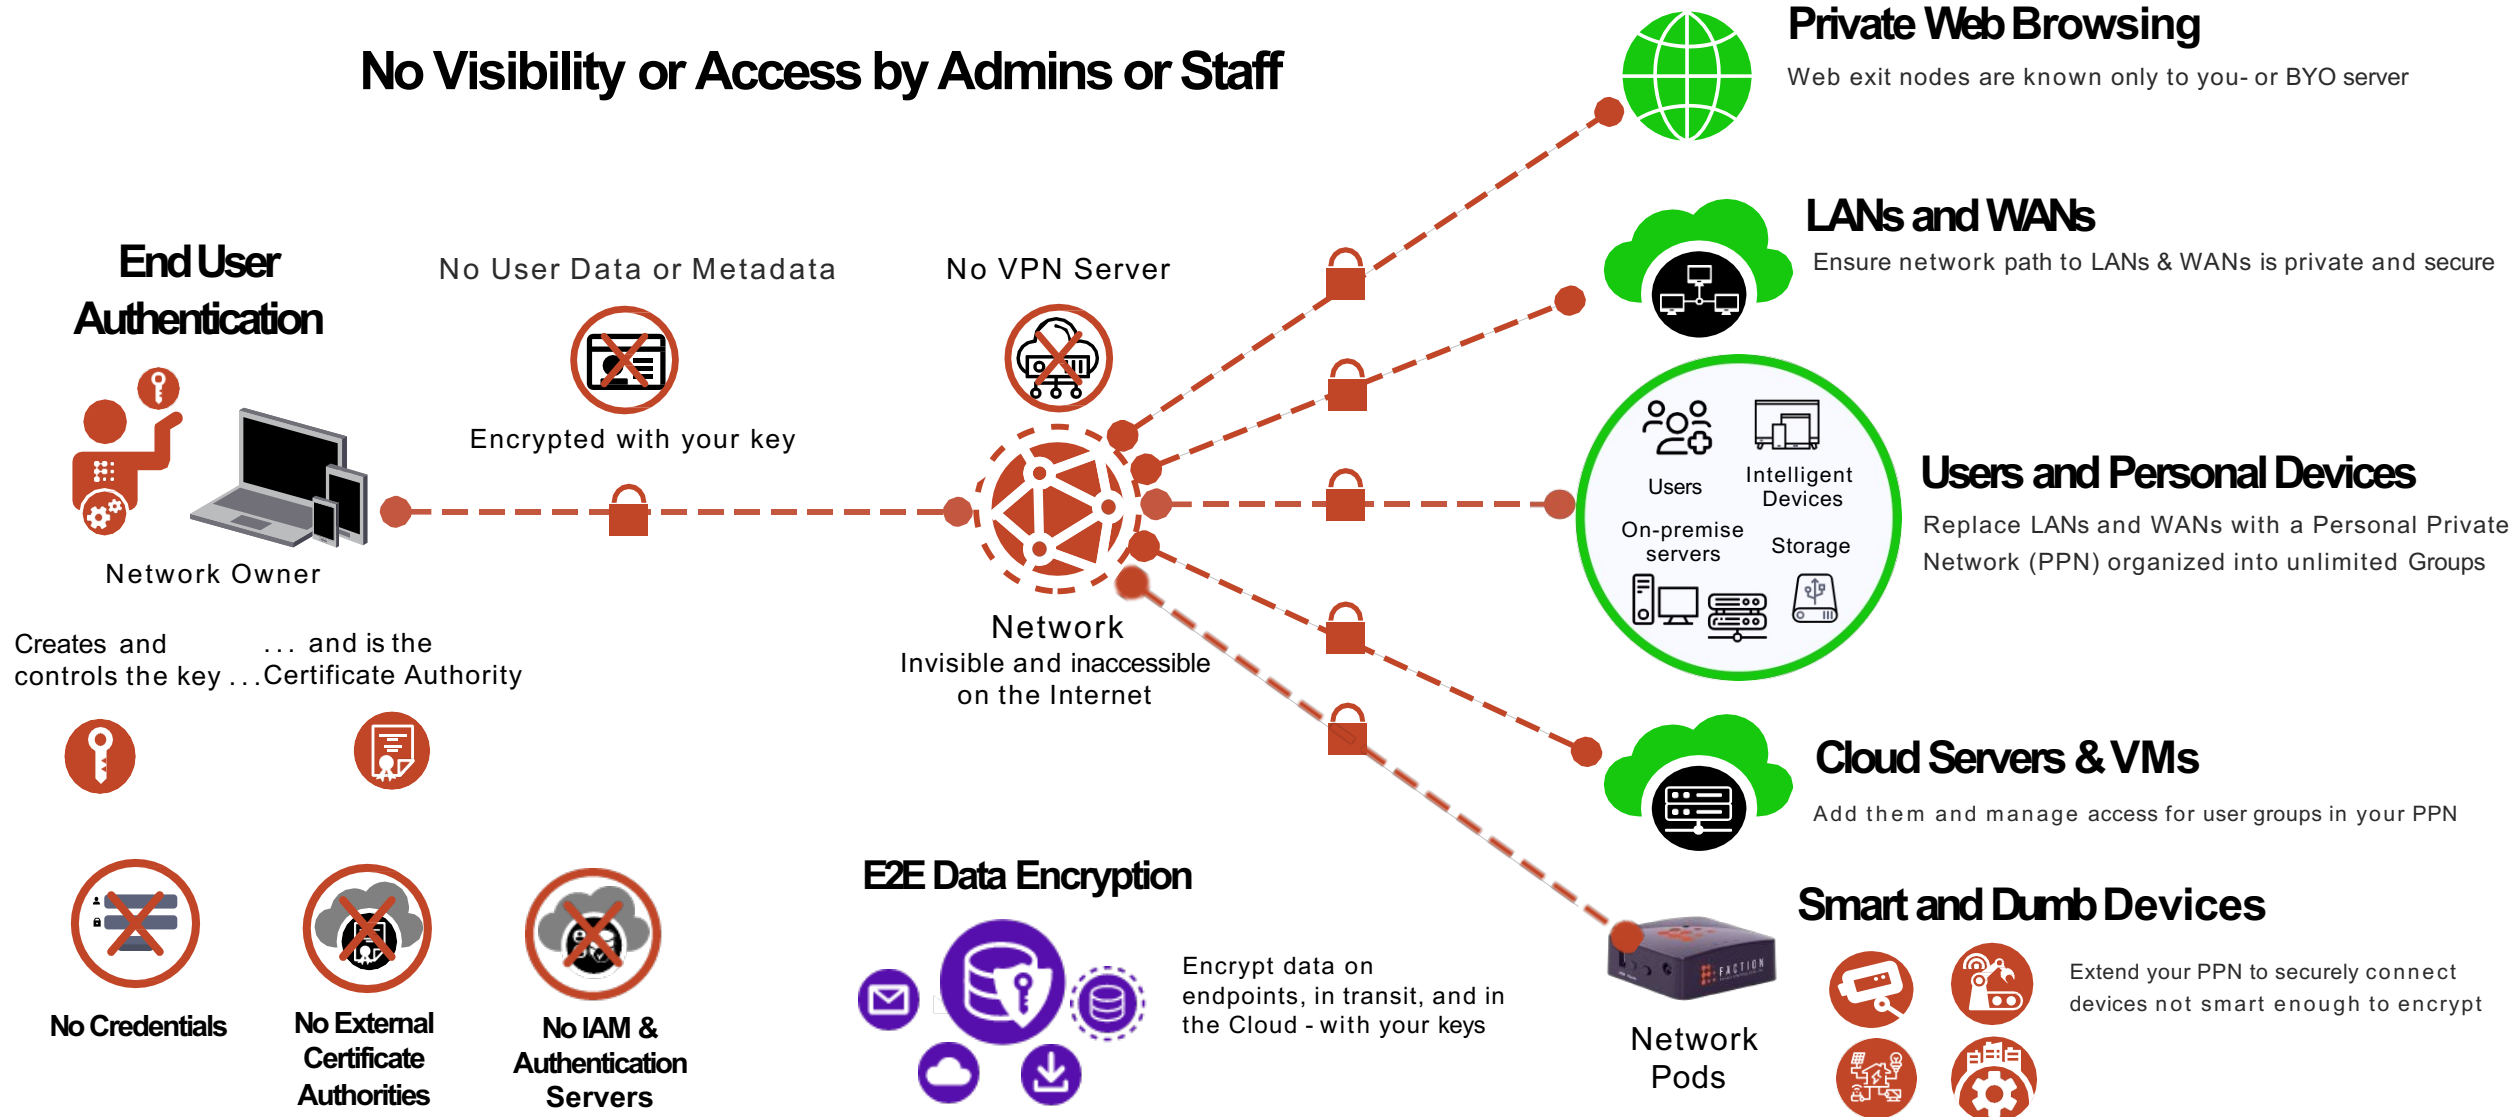 No Visibility or Access by Admins or Staff
Private Web Browsing
Web exit nodes are known only to you- or BYO server
LANs and WANs
Ensure network path to LANs & WANs is private and secure
End User
Authentication
No User Data or Metadata
No VPN Server
Encrypted with your key
Network Owner
Users
Intelligent
Devices
On-premise
servers
Storage
Users and Personal Devices
Replace LANs and WANs with a Personal Private
Network (PPN) organized into unlimited Groups
Network
Invisible and inaccessible
on the Internet
Creates and
controls the key ...
... and is the
Certificate Authority
Cloud Servers & VMs
Add them and manage access for user groups in your PPN
No Credentials
No External
Certificate
Authorities
No IAM &
Authentication
Servers
E2E Data Encryption
Encrypt data on
endpoints, in transit, and in
the Cloud - with your keys
FACTION
Network
Pods
Smart and Dumb Devices
Extend your PPN to securely connect
devices not smart enough to encrypt